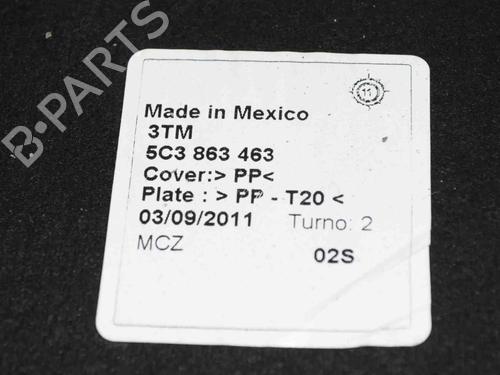 B-PARTS
11
Made in Mexico
3TM
5C3 863 463
Cover:> PP<
Plate : > PP - T20 <
03/09/2011 Turno: 2
MCZ
02S